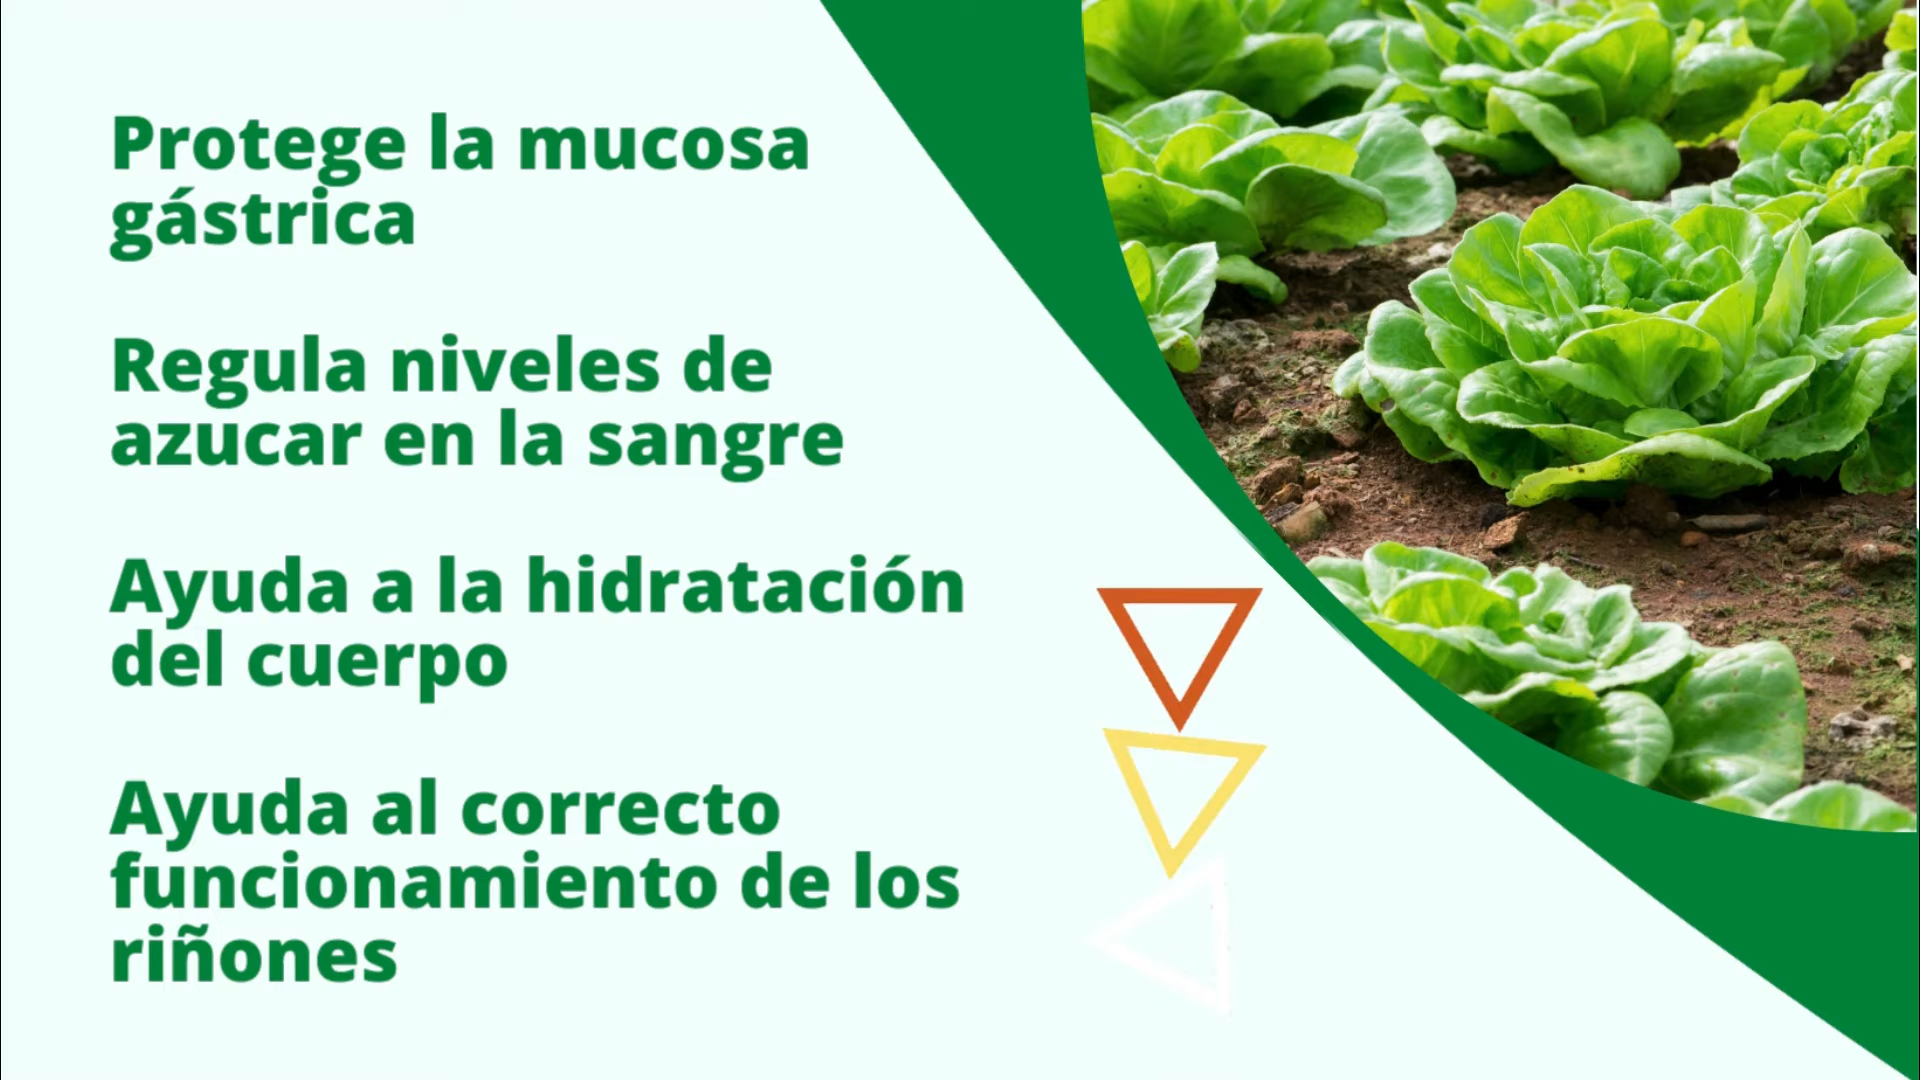 Protege la mucosa
gástrica
Regula niveles de
azucar en la sangre
Ayuda a la hidratación
del cuerpo
Ayuda al correcto
funcionamiento de los
riñones